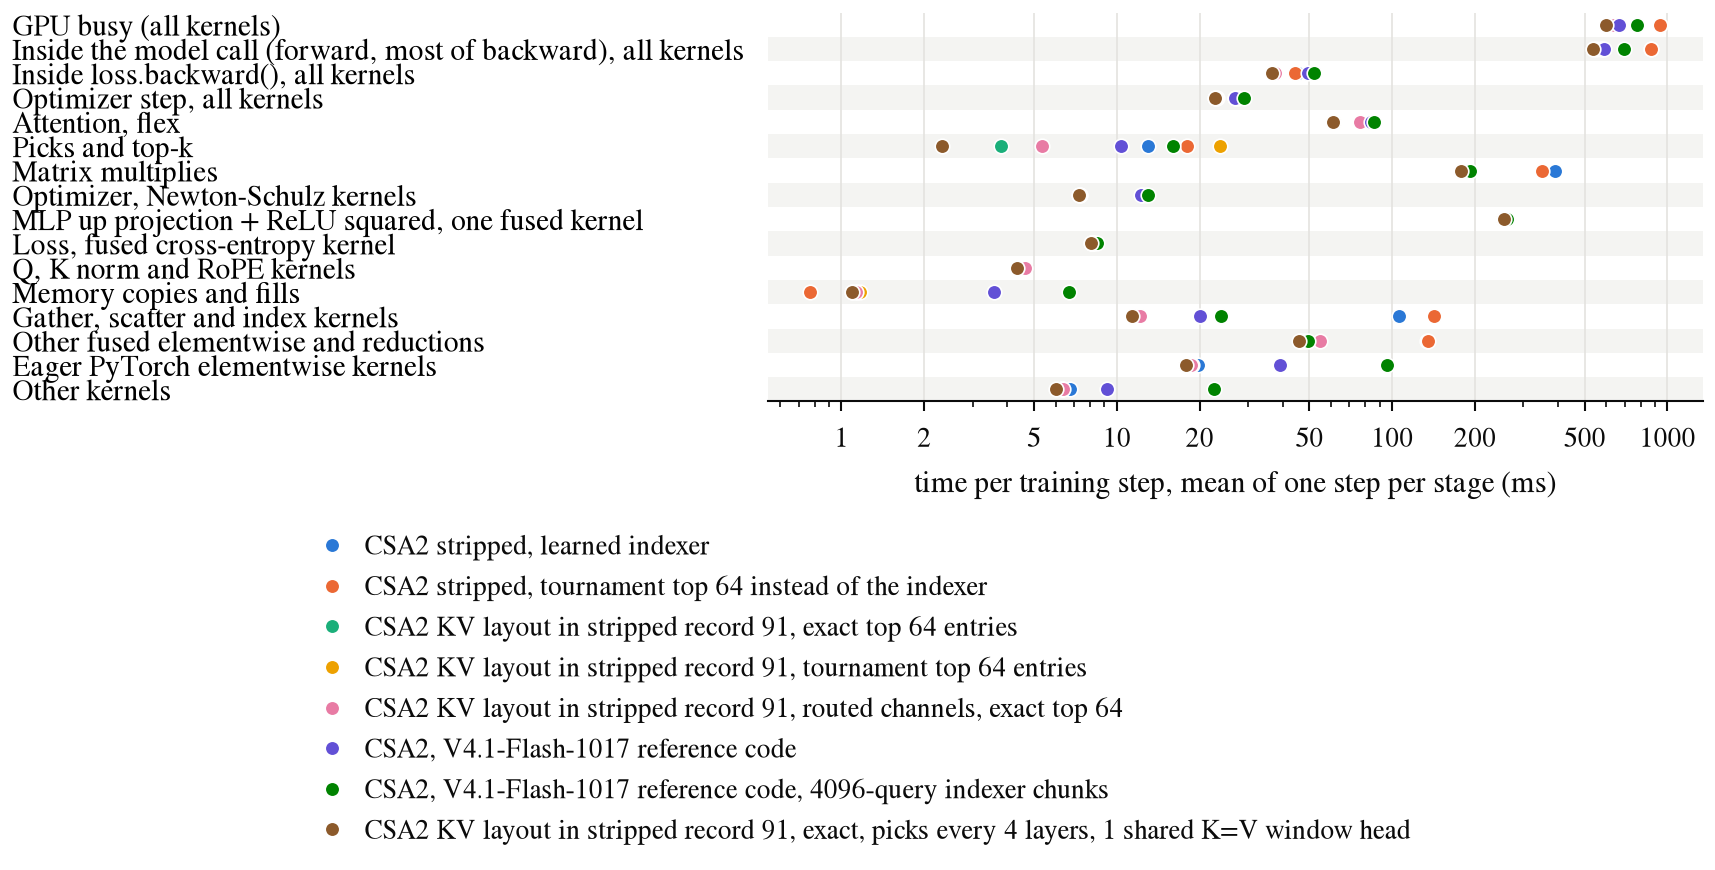 GPU busy (all kernels)
Inside the model call (forward, most of backward), all kernels
Inside loss.backward(), all kernels
Optimizer step, all kernels
Attention, flex
Picks and top-k
Matrix multiplies
Optimizer, Newton-Schulz kernels
MLP up projection + ReLU squared, one fused kernel
Loss, fused cross-entropy kernel
Q, K norm and RoPE kernels
Memory copies and fills
Gather, scatter and index kernels
Other fused elementwise and reductions
Eager PyTorch elementwise kernels
Other kernels
1 2 5 10 20 50 100 200 500 1000
time per training step, mean of one step per stage (ms)
CSA2 stripped, learned indexer
CSA2 stripped, tournament top 64 instead of the indexer
CSA2 KV layout in stripped record 91, exact top 64 entries
CSA2 KV layout in stripped record 91, tournament top 64 entries
CSA2 KV layout in stripped record 91, routed channels, exact top 64
CSA2, V4.1-Flash-1017 reference code
CSA2, V4.1-Flash-1017 reference code, 4096-query indexer chunks
CSA2 KV layout in stripped record 91, exact, picks every 4 layers, 1 shared K=V window head